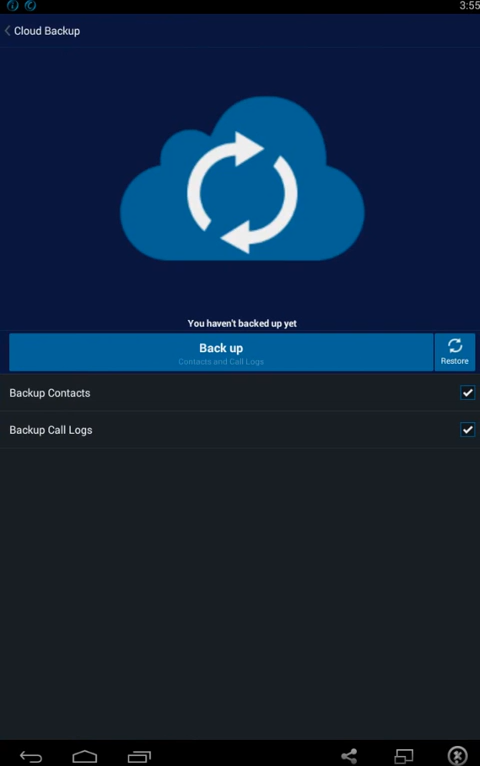 3:55
Cloud Backup
You haven't backed up yet
Back up
Contacts and Call Logs
Restore
Backup Contacts
Backup Call Logs